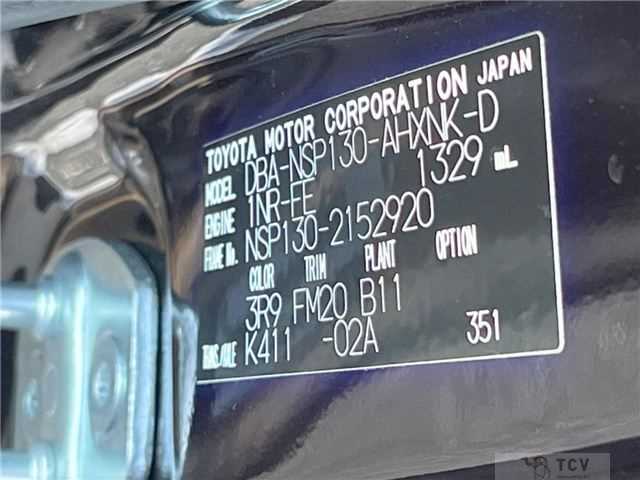 TOYOTA MOTOR CORPORATION JAPAN
MODEL DBA-NSP130-AHXNK-D
ENGINE 1NR-FE 1329 mL
FRAME No. NSP130-2152920
COLOR TRIM PLANT OPTION
3R9 FM20 B11
TRANS/AXLE K411 -02A 351
TCV